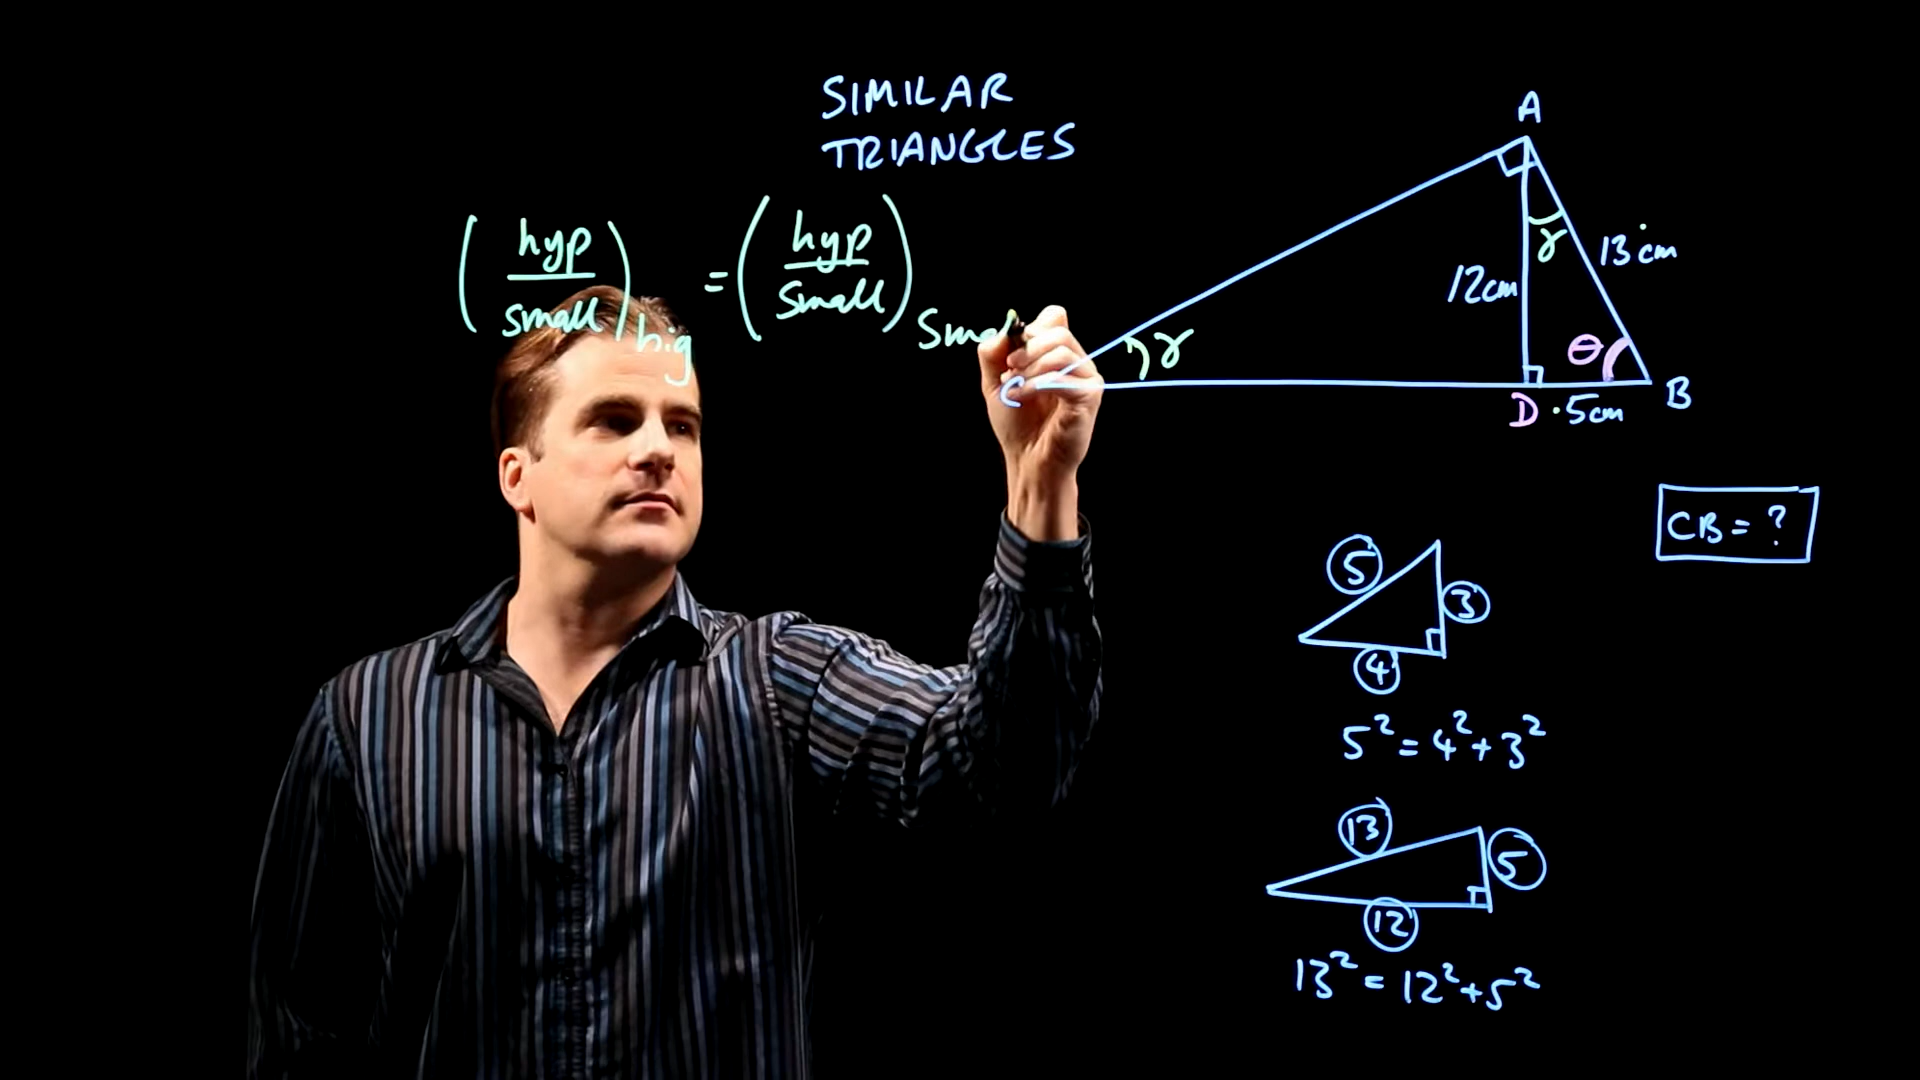 SIMILAR
TRIANGLES
(hyp/small)big = (hyp/small)
A
γ
13cm
12cm
γ
θ
C
D
5cm
B
CB = ?
5
3
4
5² = 4² + 3²
13
5
12
13² = 12² + 5²